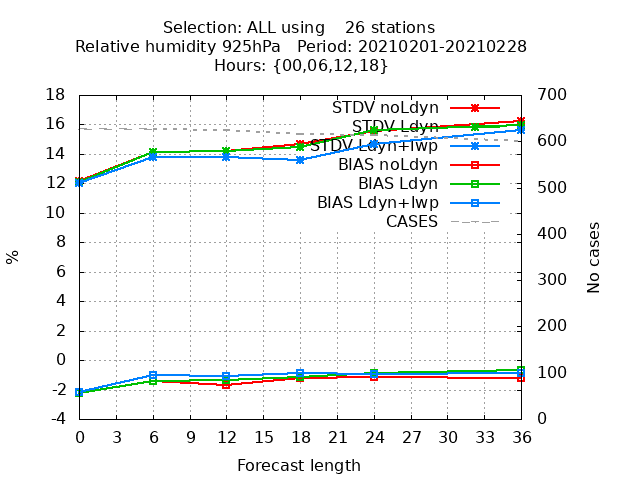 Selection: ALL using    26 stations
Relative humidity 925hPa   Period: 20210201-20210228
Hours: {00,06,12,18}
18
16
14
12
10
8
6
4
2
0
-2
-4
%
STDV noLdyn
STDV Ldyn
STDV Ldyn+lwp
BIAS noLdyn
BIAS Ldyn
BIAS Ldyn+lwp
CASES
700
600
500
400
300
200
100
0
No cases
0 3 6 9 12 15 18 21 24 27 30 33 36
Forecast length